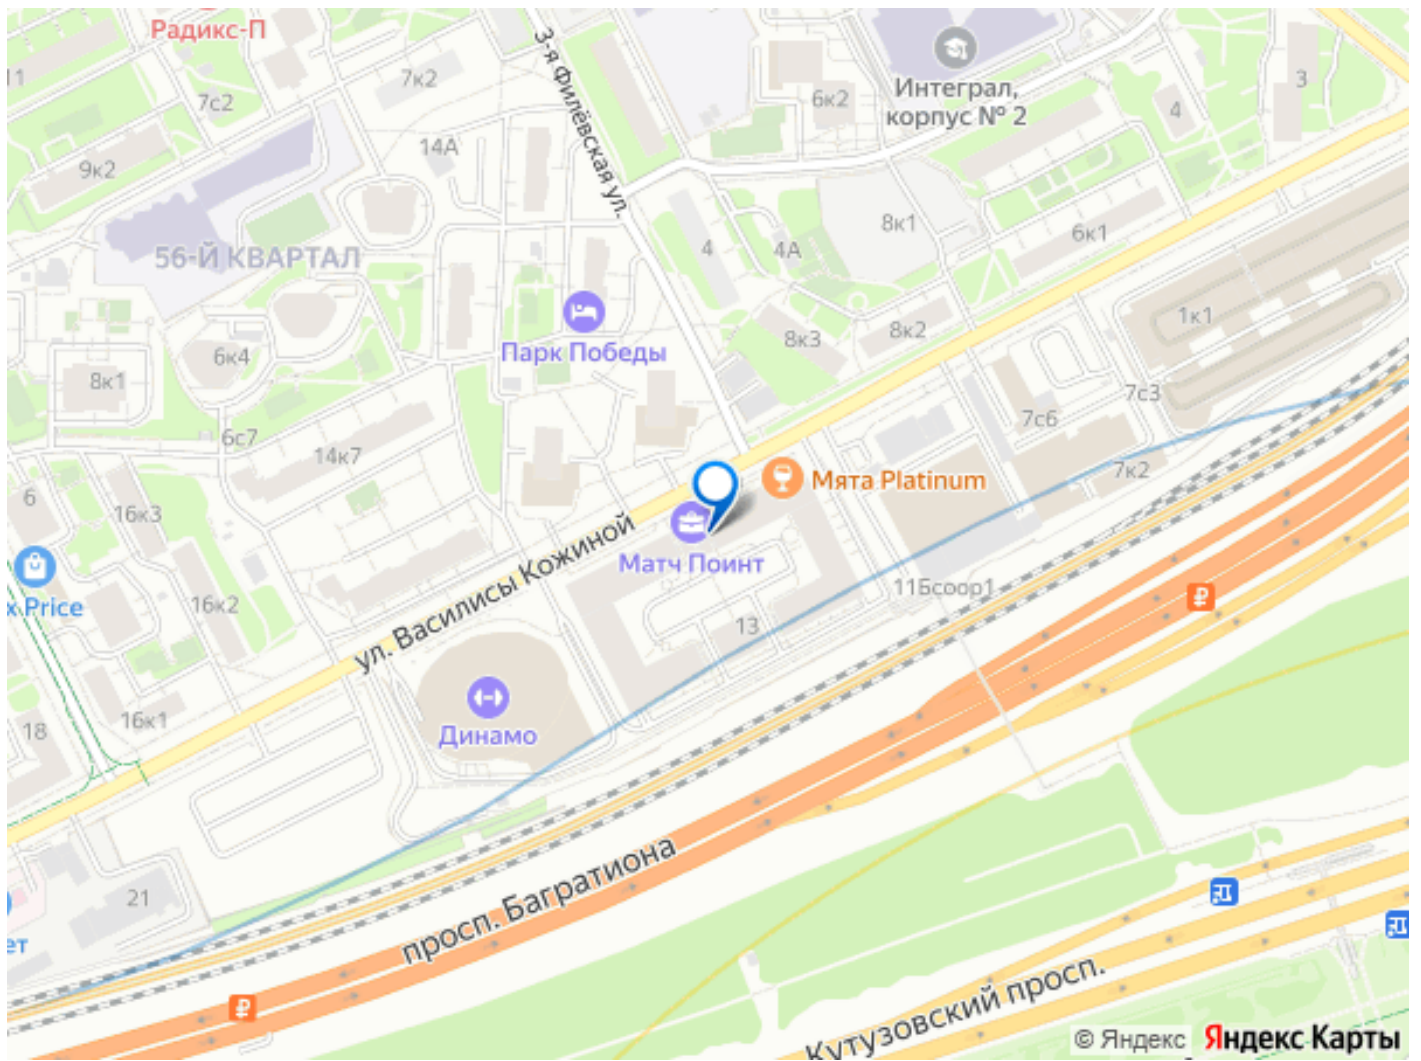 Радикс-П
11
7к2
7с2
9к2
14А
3-я Филёвская ул.
6к2
Интеграл,
корпус № 2
3
4
8к1
6к1
4
4А
56-Й КВАРТАЛ
Парк Победы
6к4
8к1
8к3
8к2
1к1
7с3
7с6
7к2
6с7
14к7
6
16к3
Мята Platinum
Матч Поинт
ул. Василисы Кожиной
x Price
16к2
11Бсоор1
13
18
16к1
Динамо
21
ет
просп. Багратиона
Кутузовский просп.
© Яндекс Яндекс Карты